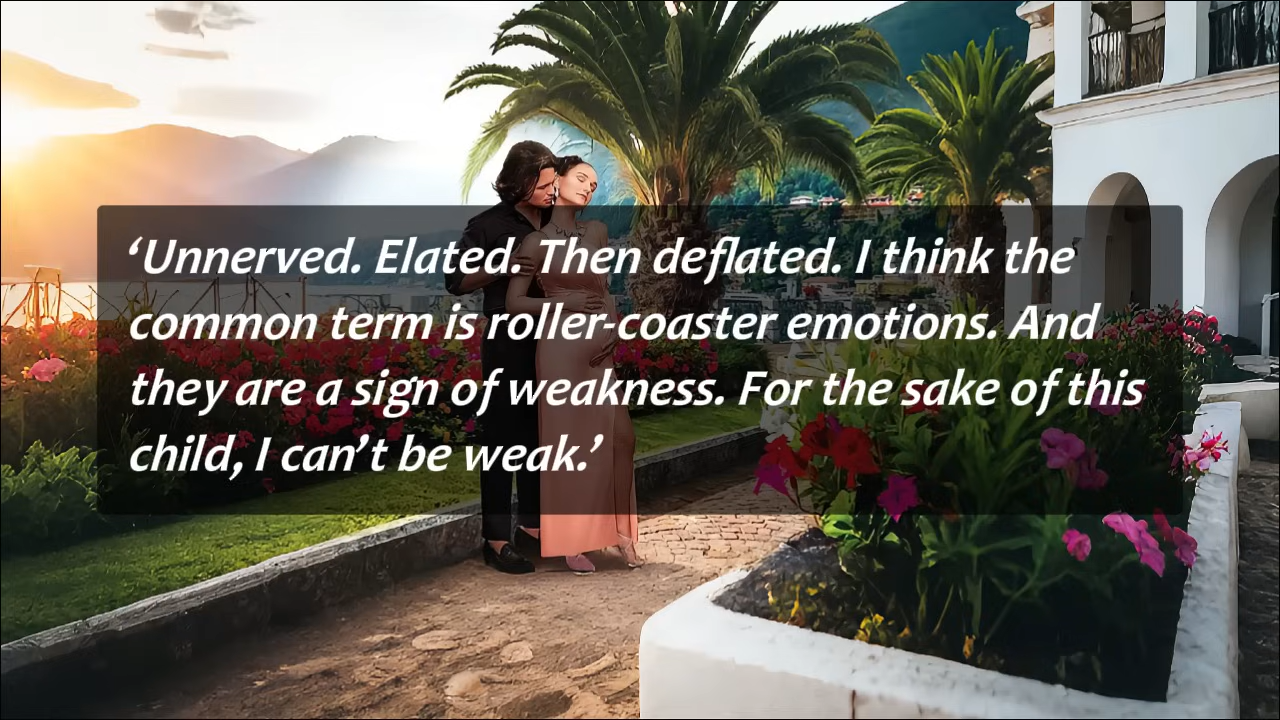 ‘Unnerved. Elated. Then deflated. I think the
common term is roller-coaster emotions. And
they are a sign of weakness. For the sake of this
child, I can’t be weak.’